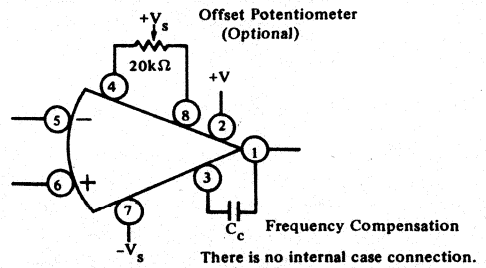 +Vs
Offset Potentiometer
(Optional)
20kΩ
+V
4
8
2
5
−
1
3
6
+
7
Cc
Frequency Compensation
−Vs
There is no internal case connection.